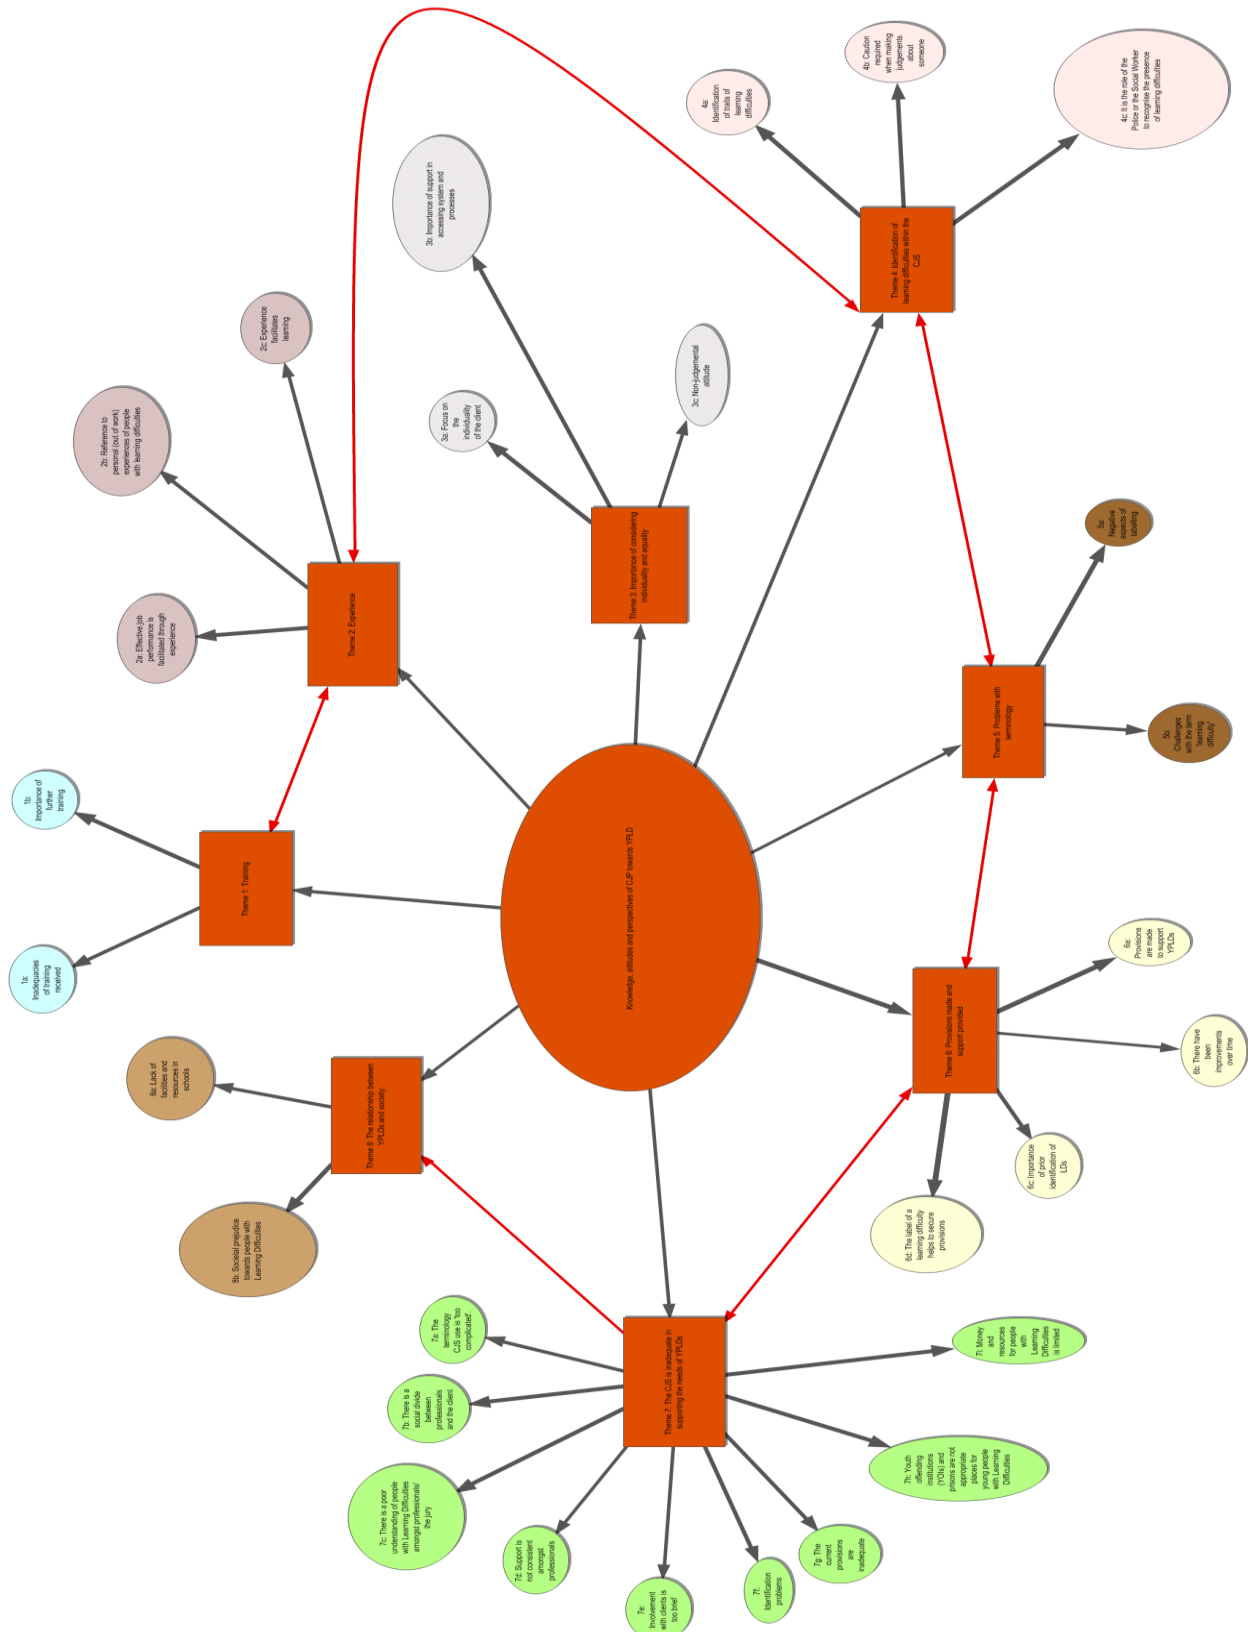 Knowledge, attitudes and perspectives of CJP towards YPLD
Theme 1: Training
1a:
Inadequacies
of training
received
1b:
Importance of
further
training
Theme 2: Experience
2a: Effective job
performance is
facilitated through
experience
2b: Reference to
personal (out of work)
experiences of people
with learning difficulties
2c: Experience
facilitates
learning
Theme 3: Importance of considering
individuality and equality
3a: Focus on
the
individuality
of the client
3b: Importance of support in
accessing system and
processes
3c: Non-judgemental
attitude
Theme 4: Identification of
learning difficulties within the
CJS
4a:
Identification
of traits of
learning
difficulties
4b: Caution
required
when making
judgements
about
someone
4c: It is the role of the
Police or the Social Worker
to recognise the presence
of learning difficulties
Theme 5: Problems with
terminology
5a:
Negative
aspects of
labelling
5b:
Challenges
with the term
'learning
difficulty'
Theme 6: Provisions made and
support provided
6a:
Provisions
are made
to support
YPLDs
6b: There have
been
improvements
over time
6c: Importance
of prior
identification of
LDs
6d: The label of a
learning difficulty
helps to secure
provisions
Theme 7: The CJS is inadequate in
supporting the needs of YPLDs
7a: The
terminology
CJS use is 'too
complicated'.
7b: There is a
social divide
between
professionals
and the client
7c: There is a poor
understanding of people
with Learning Difficulties
amongst professionals/
the jury
7d: Support is
not consistent
amongst
professionals
7e:
Involvement
with clients is
too brief
7f:
Identification
problems
7g: The
current
provisions
are
inadequate
7h: Youth
offending
institutions
(YOIs) and
prisons are not
appropriate
places for
young people
with Learning
Difficulties
7i: Money
and
resources
for people
with
Learning
Difficulties
is limited
Theme 8: The relationship between
YPLDs and society.
8a: Lack of
facilities and
resources in
schools
8b: Societal prejudice
towards people with
Learning Difficulties